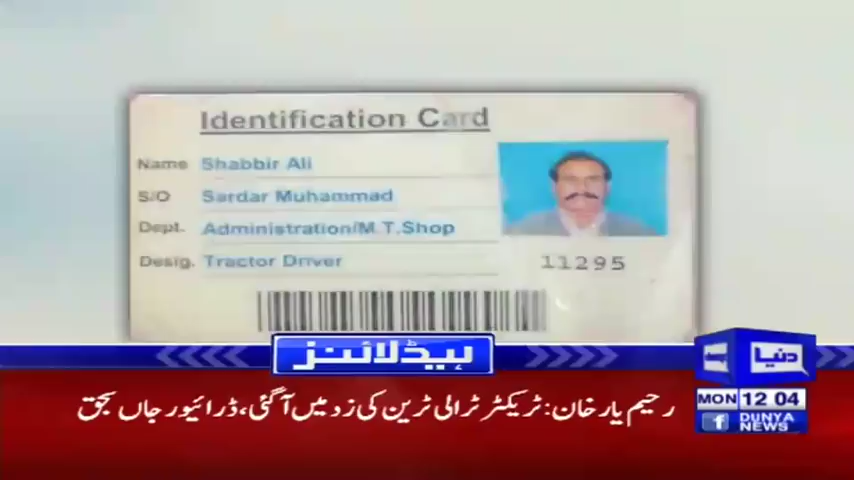 Identification Card
Name Shabbir Ali
S/O Sardar Muhammad
Dept. Administration/M.T.Shop
Desig. Tractor Driver
11295
ہیڈلائنز
دنیا
رحیم یار خان: ٹریکٹر ٹرالی ٹرین کی زد میں آگئی، ڈرائیور جاں بحق
MON 12 04
f DUNYA NEWS